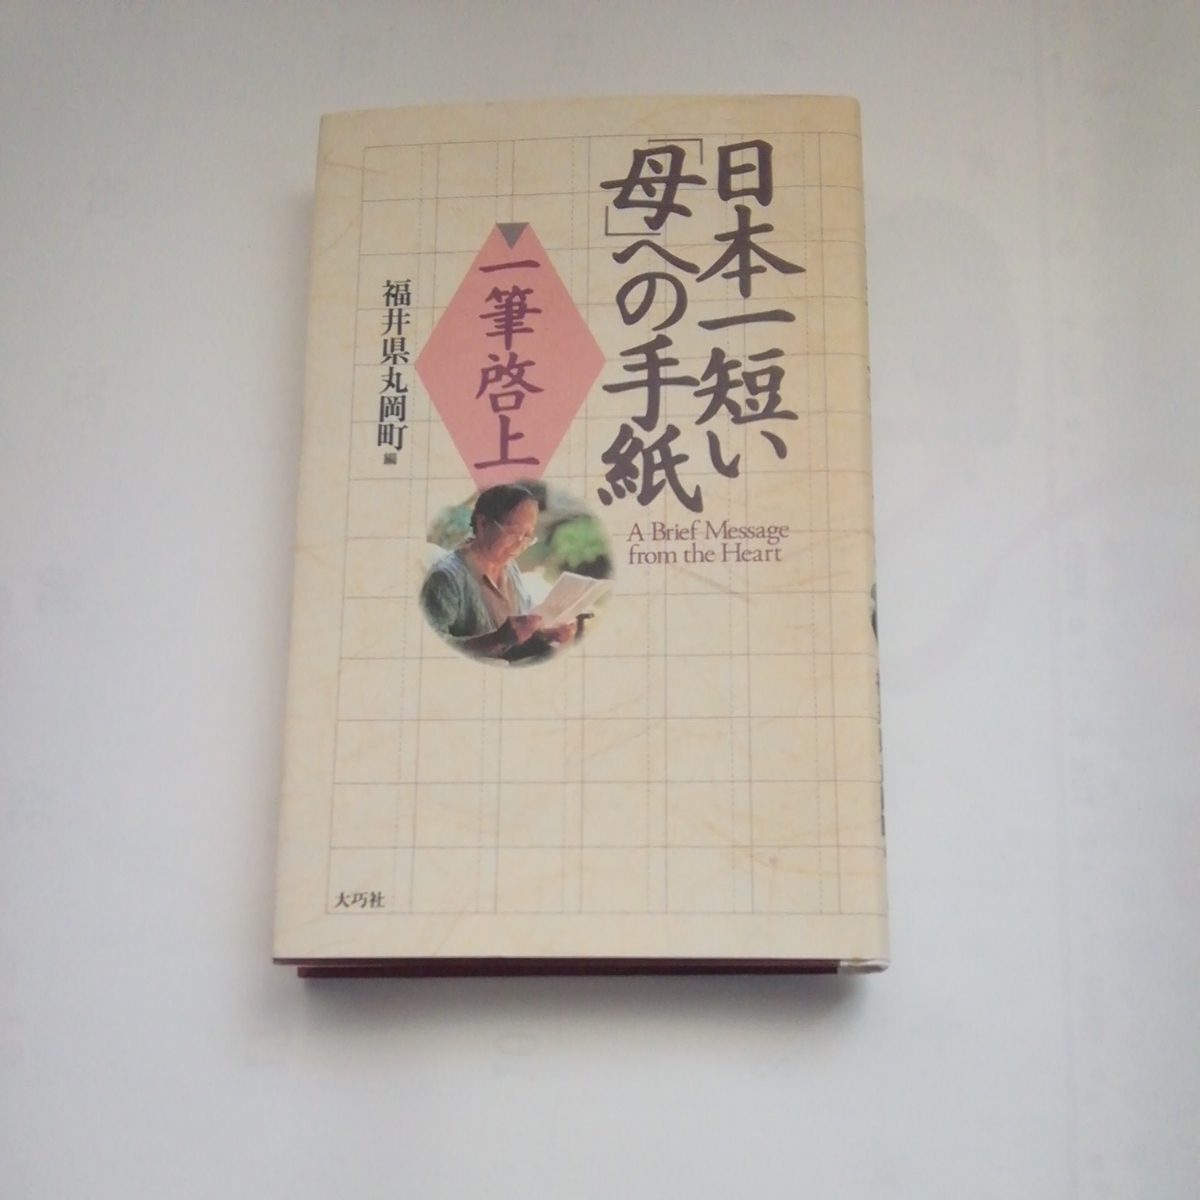 日本一短い
「母」への手紙
A Brief Message
from the Heart
一筆啓上
福井県丸岡町 編
大巧社